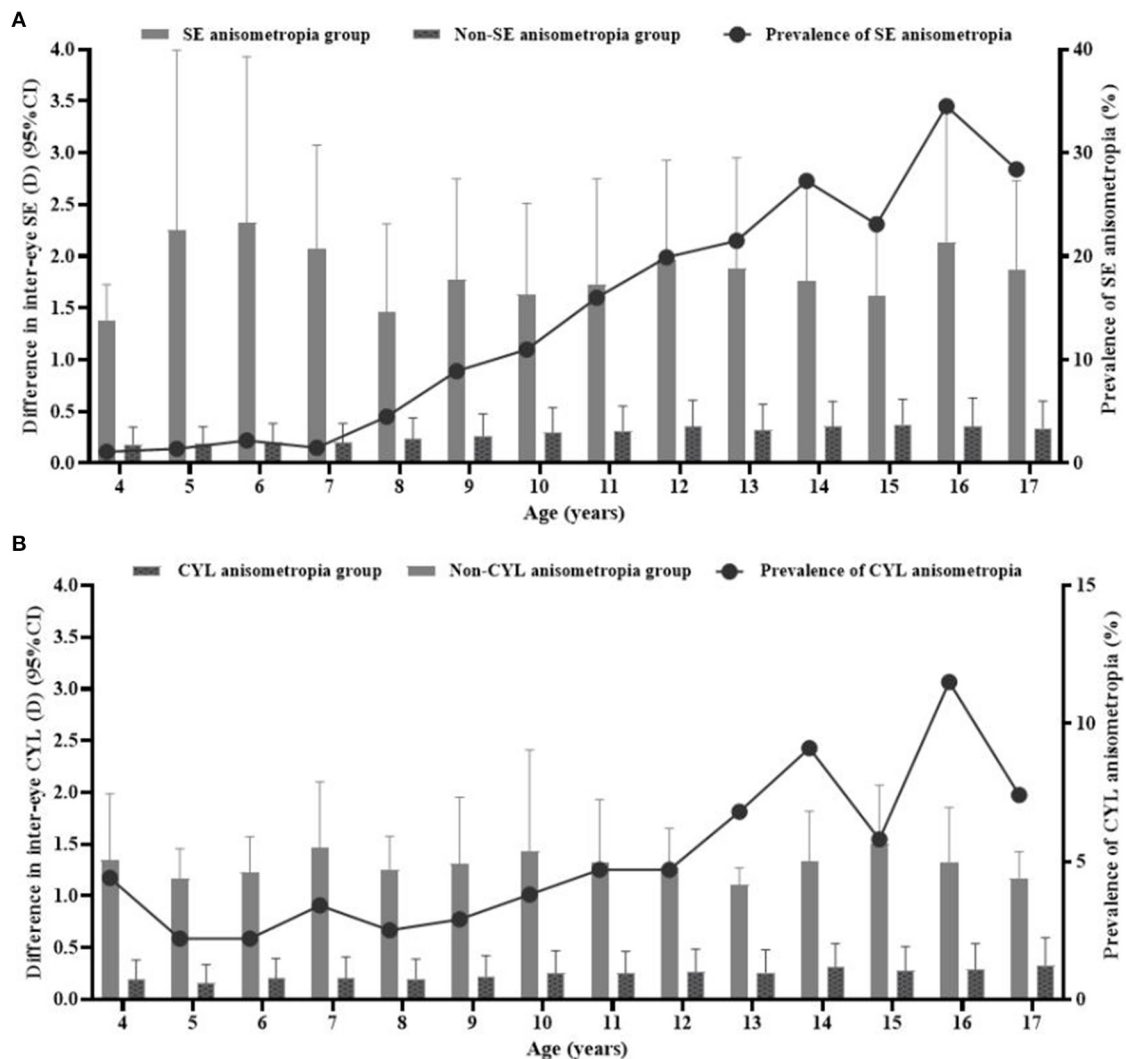 A
SE anisometropia group Non-SE anisometropia group Prevalence of SE anisometropia
4.0 40
3.5
3.0 30
2.5
2.0 20
1.5
1.0 10
0.5
0.0 0
Difference in inter-eye SE (D) (95%CI)
Prevalence of SE anisometropia (%)
4 5 6 7 8 9 10 11 12 13 14 15 16 17
Age (years)
B
CYL anisometropia group Non-CYL anisometropia group Prevalence of CYL anisometropia
4.0 15
3.5
3.0
2.5 10
2.0
1.5
1.0 5
0.5
0.0 0
Difference in inter-eye CYL (D) (95%CI)
Prevalence of CYL anisometropia (%)
4 5 6 7 8 9 10 11 12 13 14 15 16 17
Age (years)